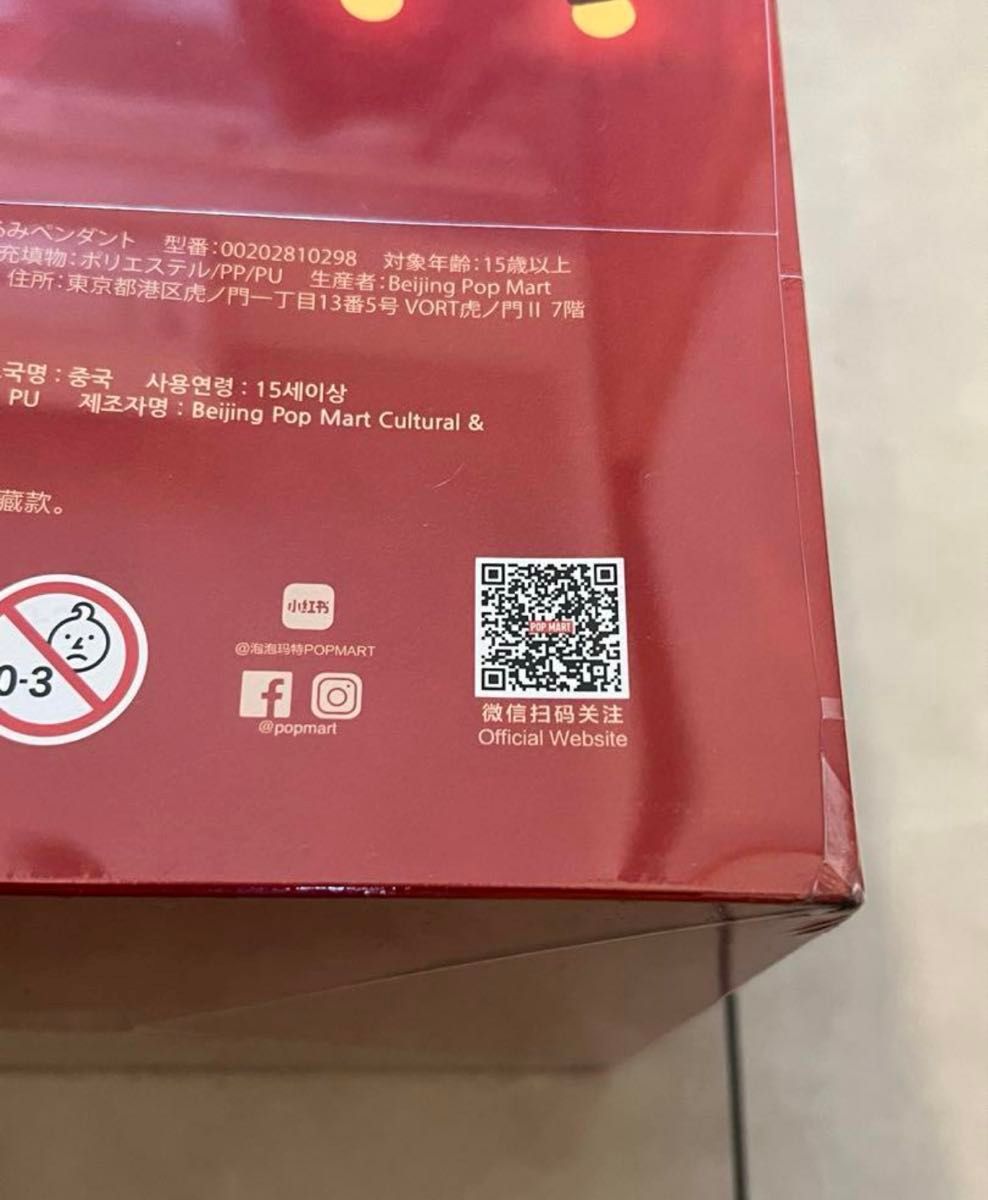 るみペンダント 型番:00202810298 対象年齢:15歳以上
充填物:ポリエステル/PP/PU 生産者:Beijing Pop Mart
住所:東京都港区虎ノ門一丁目13番5号 VORT虎ノ門II 7階
국명 : 중국 사용연령 : 15세이상
PU 제조자명 : Beijing Pop Mart Cultural &
藏款。
0-3
小红书
@泡泡玛特POPMART
@popmart
POP MART
微信扫码关注
Official Website